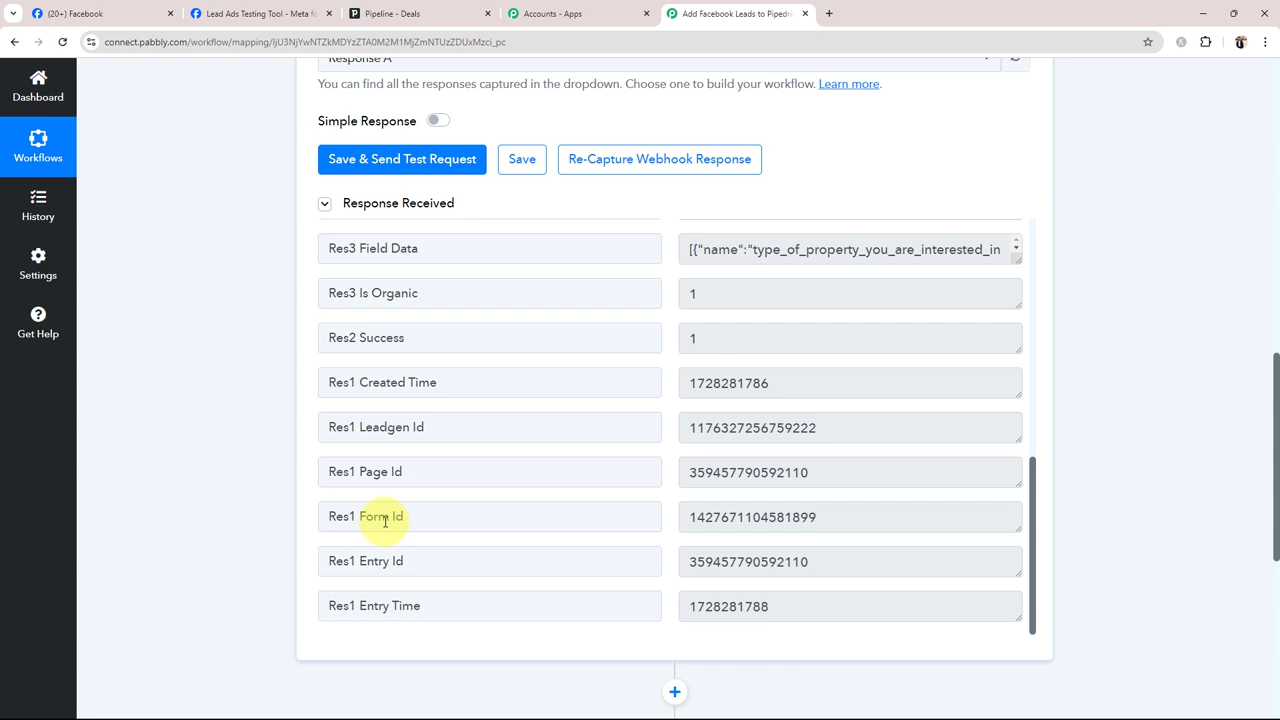 (20+) Facebook
Lead Ads Testing Tool - Meta f
Pipeline - Deals
Accounts - Apps
Add Facebook Leads to Pipedri
connect.pabbly.com/workflow/mapping/IjU3NjYwNTZkMDYzZTA0M2M1MjZmNTUzZDUxMzci_pc
Dashboard
Workflows
History
Settings
Get Help
Response A
You can find all the responses captured in the dropdown. Choose one to build your workflow. Learn more.
Simple Response
Save & Send Test Request
Save
Re-Capture Webhook Response
Response Received
Res3 Field Data
[{"name":"type_of_property_you_are_interested_in
Res3 Is Organic
1
Res2 Success
1
Res1 Created Time
1728281786
Res1 Leadgen Id
1176327256759222
Res1 Page Id
359457790592110
Res1 Form Id
1427671104581899
Res1 Entry Id
359457790592110
Res1 Entry Time
1728281788